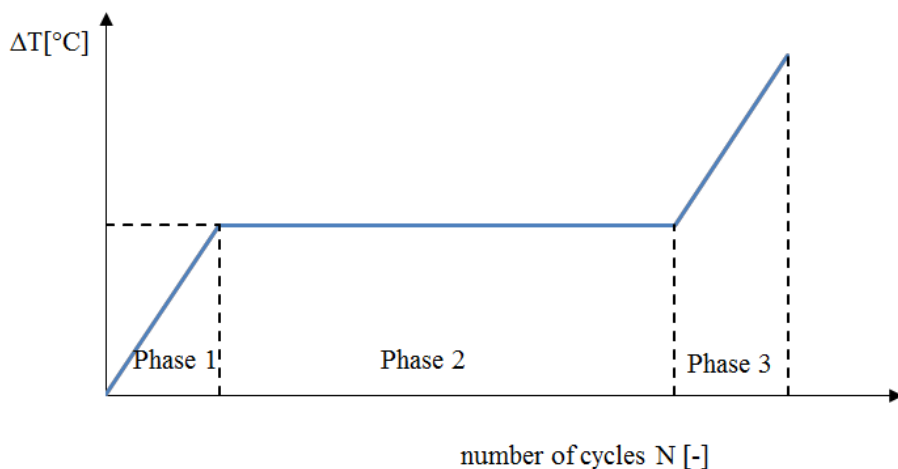 ΔT[°C]
Phase 1
Phase 2
Phase 3
number of cycles N [-]